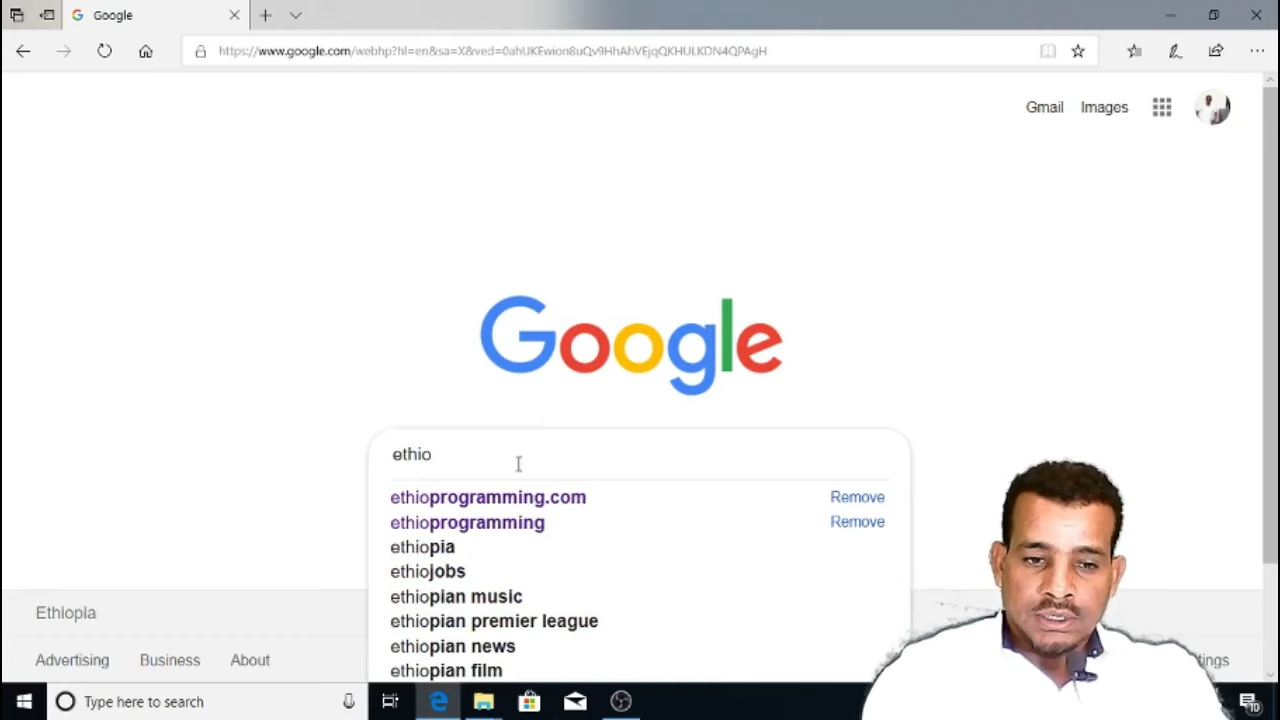 Google
https://www.google.com/webhp?hl=en&sa=X&ved=0ahUKEwion8uQv9HhAhVEjqQKHULKDN4QPAgH
Gmail Images
Google
ethio
ethioprogramming.com Remove
ethioprogramming Remove
ethiopia
ethiojobs
ethiopian music
ethiopian premier league
ethiopian news
ethiopian film
Ethiopia
Advertising Business About
Type here to search
10